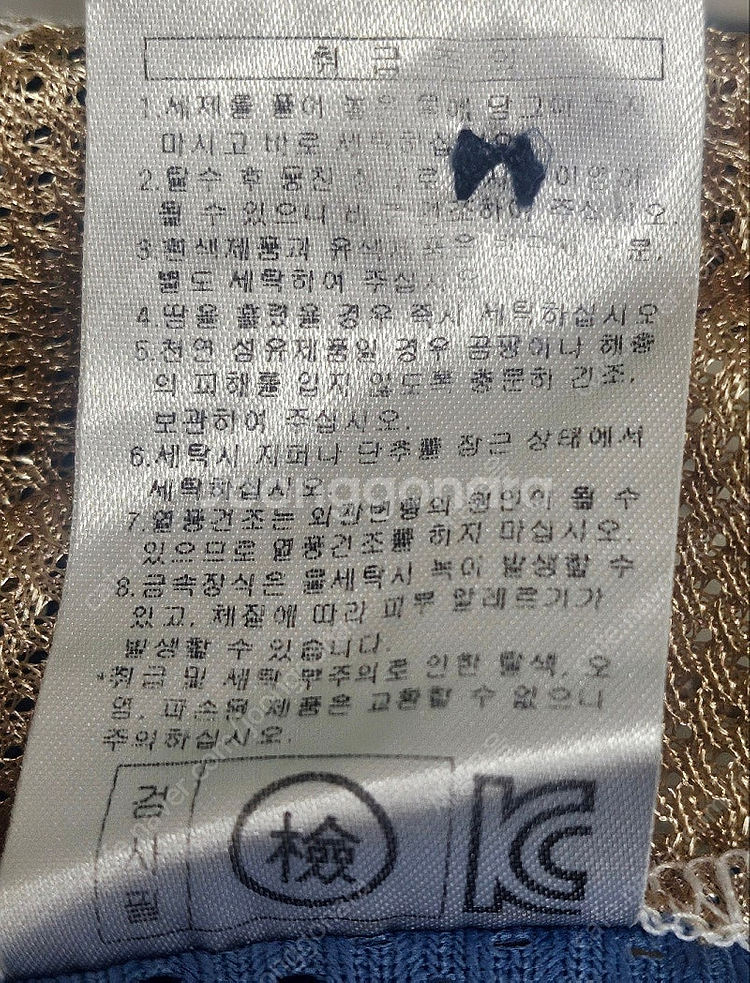 취 급 주 의
1.세제를 풀어 놓은 물에 담그어 두지
마시고 바로 세탁하십
2.탈수 후 동진 상태로 이염이
될 수 있으니 바로 건조하여 주십시오.
3.흰색제품과 유색제품은
별도 세탁하여 주십시오
4.땀을 흘렸을 경우 즉시 세탁하십시오
5.천연 섬유제품일 경우 곰팡이나 해충
의 피해를 입지 않도록 충분히 건조,
보관하여 주십시오.
6.세탁시 지퍼나 단추를 잠근 상태에서
세탁하십시오
7.열풍건조는 외관변형의 원인이 될 수
있으므로 열풍건조를 하지 마십시오.
8.금속장식은 물세탁시 녹이 발생할 수
있고, 체질에 따라 피부 알레르기가
발생할 수 있습니다.
*취급 및 세탁 부주의로 인한 탈색, 오
염, 파손된 제품은 교환할 수 없으니
주의하십시오.
검사필
檢
KC